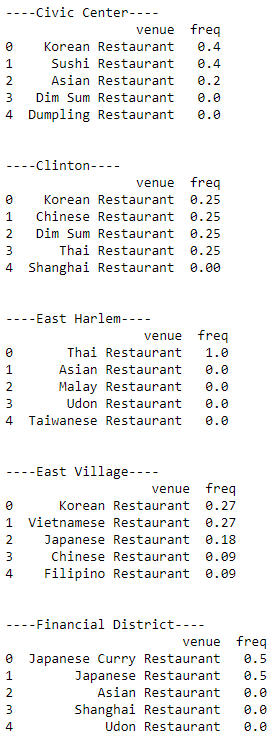 ----Civic Center----
venue freq
0 Korean Restaurant 0.4
1 Sushi Restaurant 0.4
2 Asian Restaurant 0.2
3 Dim Sum Restaurant 0.0
4 Dumpling Restaurant 0.0
----Clinton----
venue freq
0 Korean Restaurant 0.25
1 Chinese Restaurant 0.25
2 Dim Sum Restaurant 0.25
3 Thai Restaurant 0.25
4 Shanghai Restaurant 0.00
----East Harlem----
venue freq
0 Thai Restaurant 1.0
1 Asian Restaurant 0.0
2 Malay Restaurant 0.0
3 Udon Restaurant 0.0
4 Taiwanese Restaurant 0.0
----East Village----
venue freq
0 Korean Restaurant 0.27
1 Vietnamese Restaurant 0.27
2 Japanese Restaurant 0.18
3 Chinese Restaurant 0.09
4 Filipino Restaurant 0.09
----Financial District----
venue freq
0 Japanese Curry Restaurant 0.5
1 Japanese Restaurant 0.5
2 Asian Restaurant 0.0
3 Shanghai Restaurant 0.0
4 Udon Restaurant 0.0